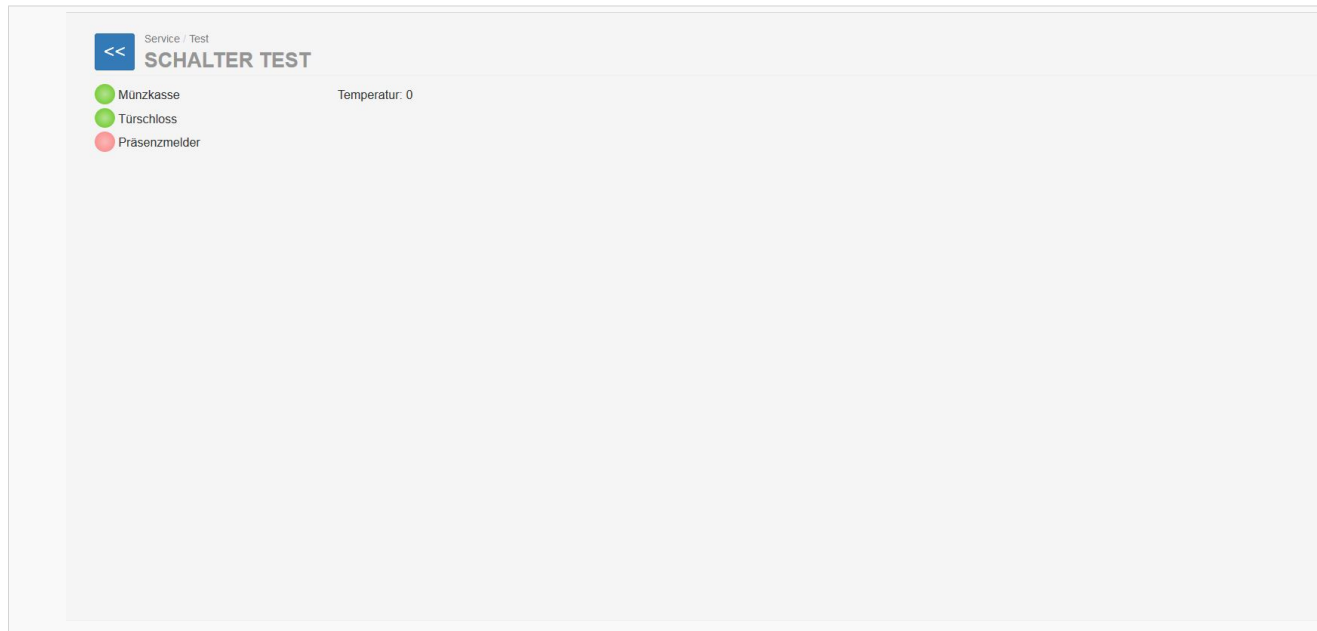 <<
Service / Test
SCHALTER TEST
Münzkasse
Temperatur: 0
Türschloss
Präsenzmelder